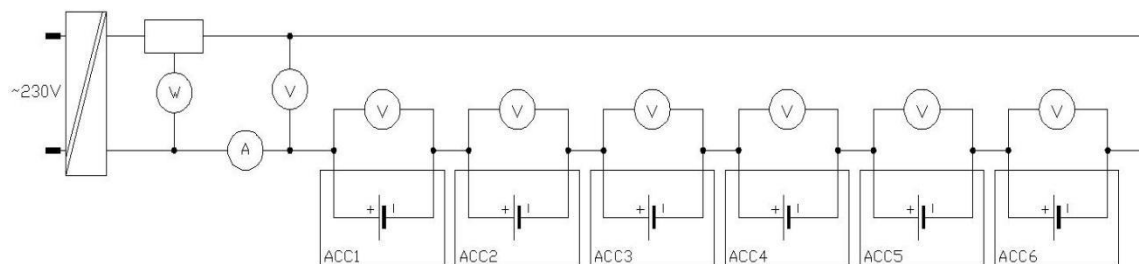 ~230V
W
V
A
V
V
V
V
V
V
+ -
+ -
+ -
+ -
+ -
+ -
ACC1
ACC2
ACC3
ACC4
ACC5
ACC6